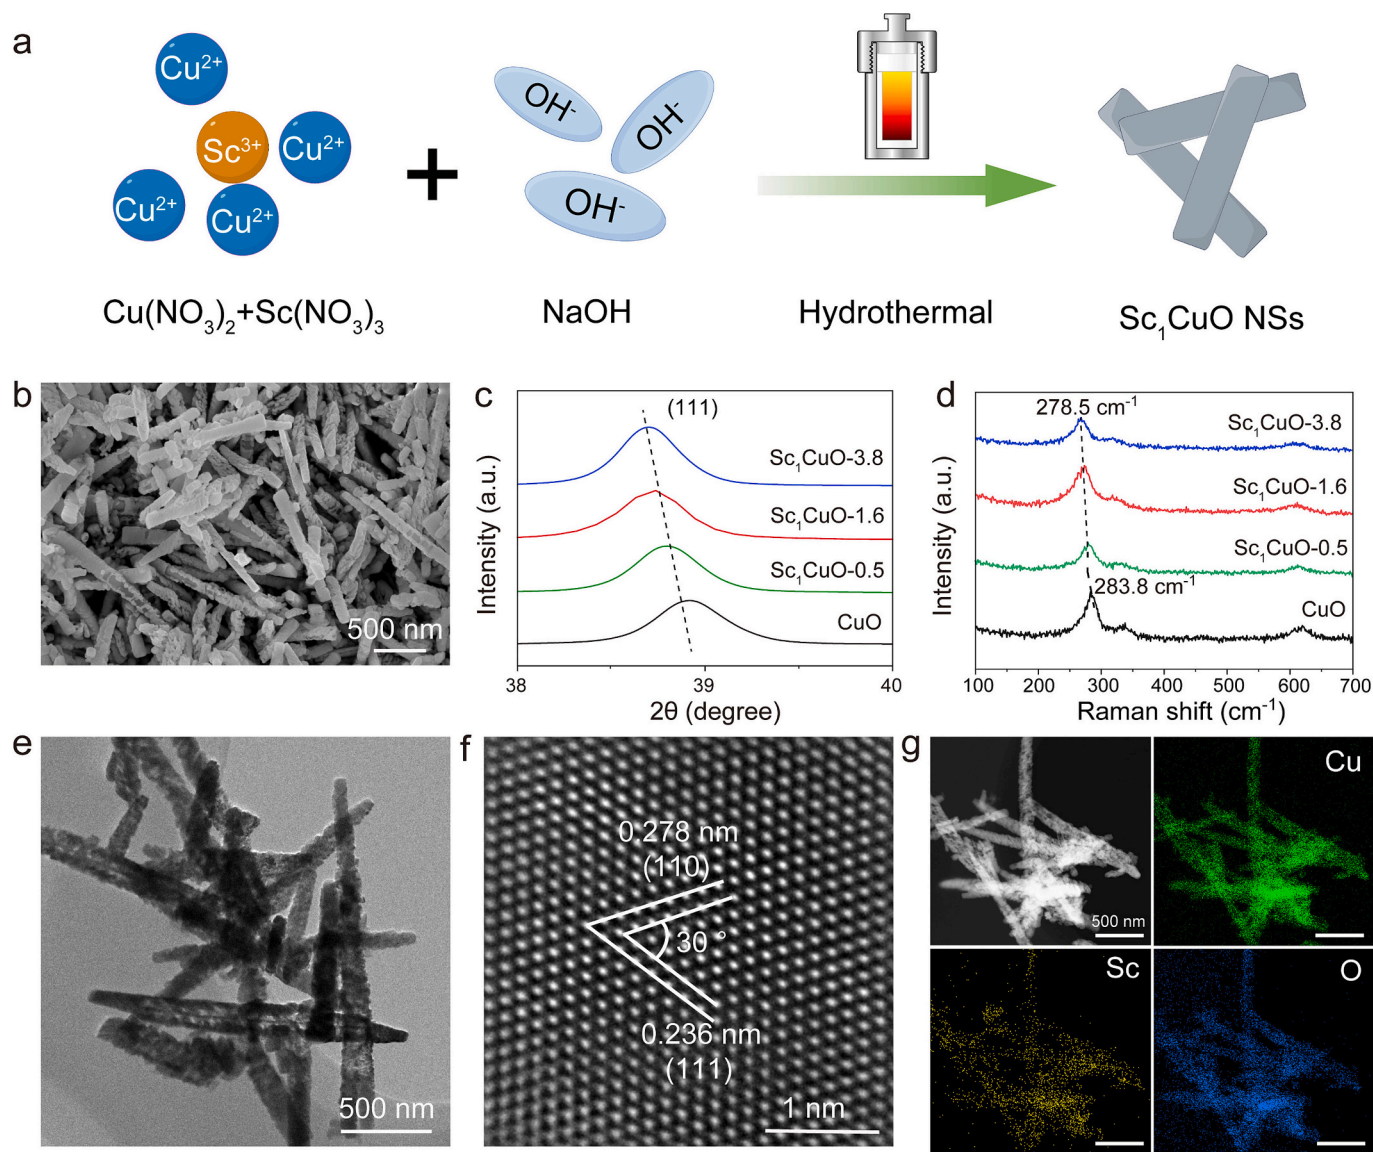 a
Cu²⁺
Sc³⁺
Cu²⁺
Cu²⁺
Cu²⁺
+
OH⁻
OH⁻
OH⁻
Cu(NO₃)₂+Sc(NO₃)₃
NaOH
Hydrothermal
Sc₁CuO NSs
b
500 nm
c
(111)
Sc₁CuO-3.8
Sc₁CuO-1.6
Sc₁CuO-0.5
CuO
Intensity (a.u.)
38
39
40
2θ (degree)
d
278.5 cm⁻¹
Sc₁CuO-3.8
Sc₁CuO-1.6
Sc₁CuO-0.5
283.8 cm⁻¹
CuO
Intensity (a.u.)
100
200
300
400
500
600
700
Raman shift (cm⁻¹)
e
500 nm
f
0.278 nm
(110)
30 °
0.236 nm
(111)
1 nm
g
500 nm
Cu
Sc
O